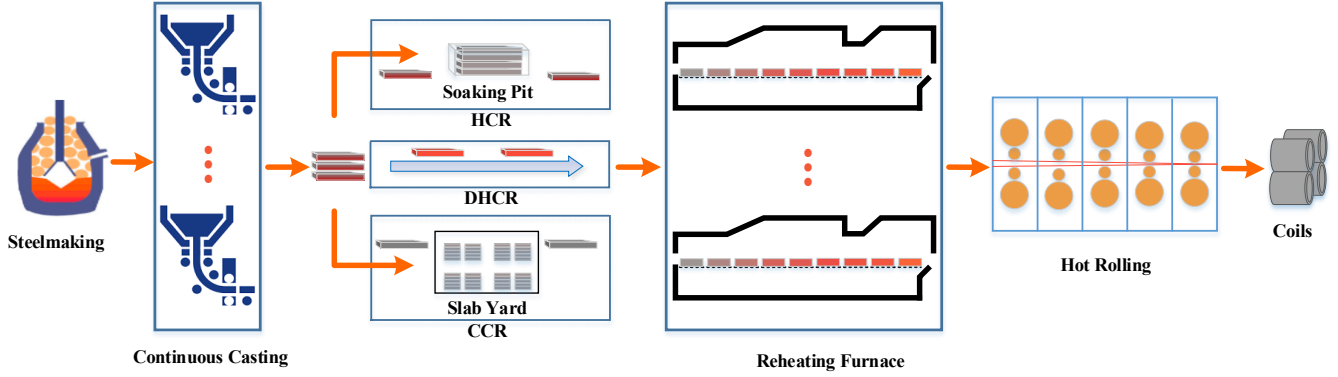 Steelmaking
Continuous Casting
Soaking Pit
HCR
DHCR
Slab Yard
CCR
Reheating Furnace
Hot Rolling
Coils